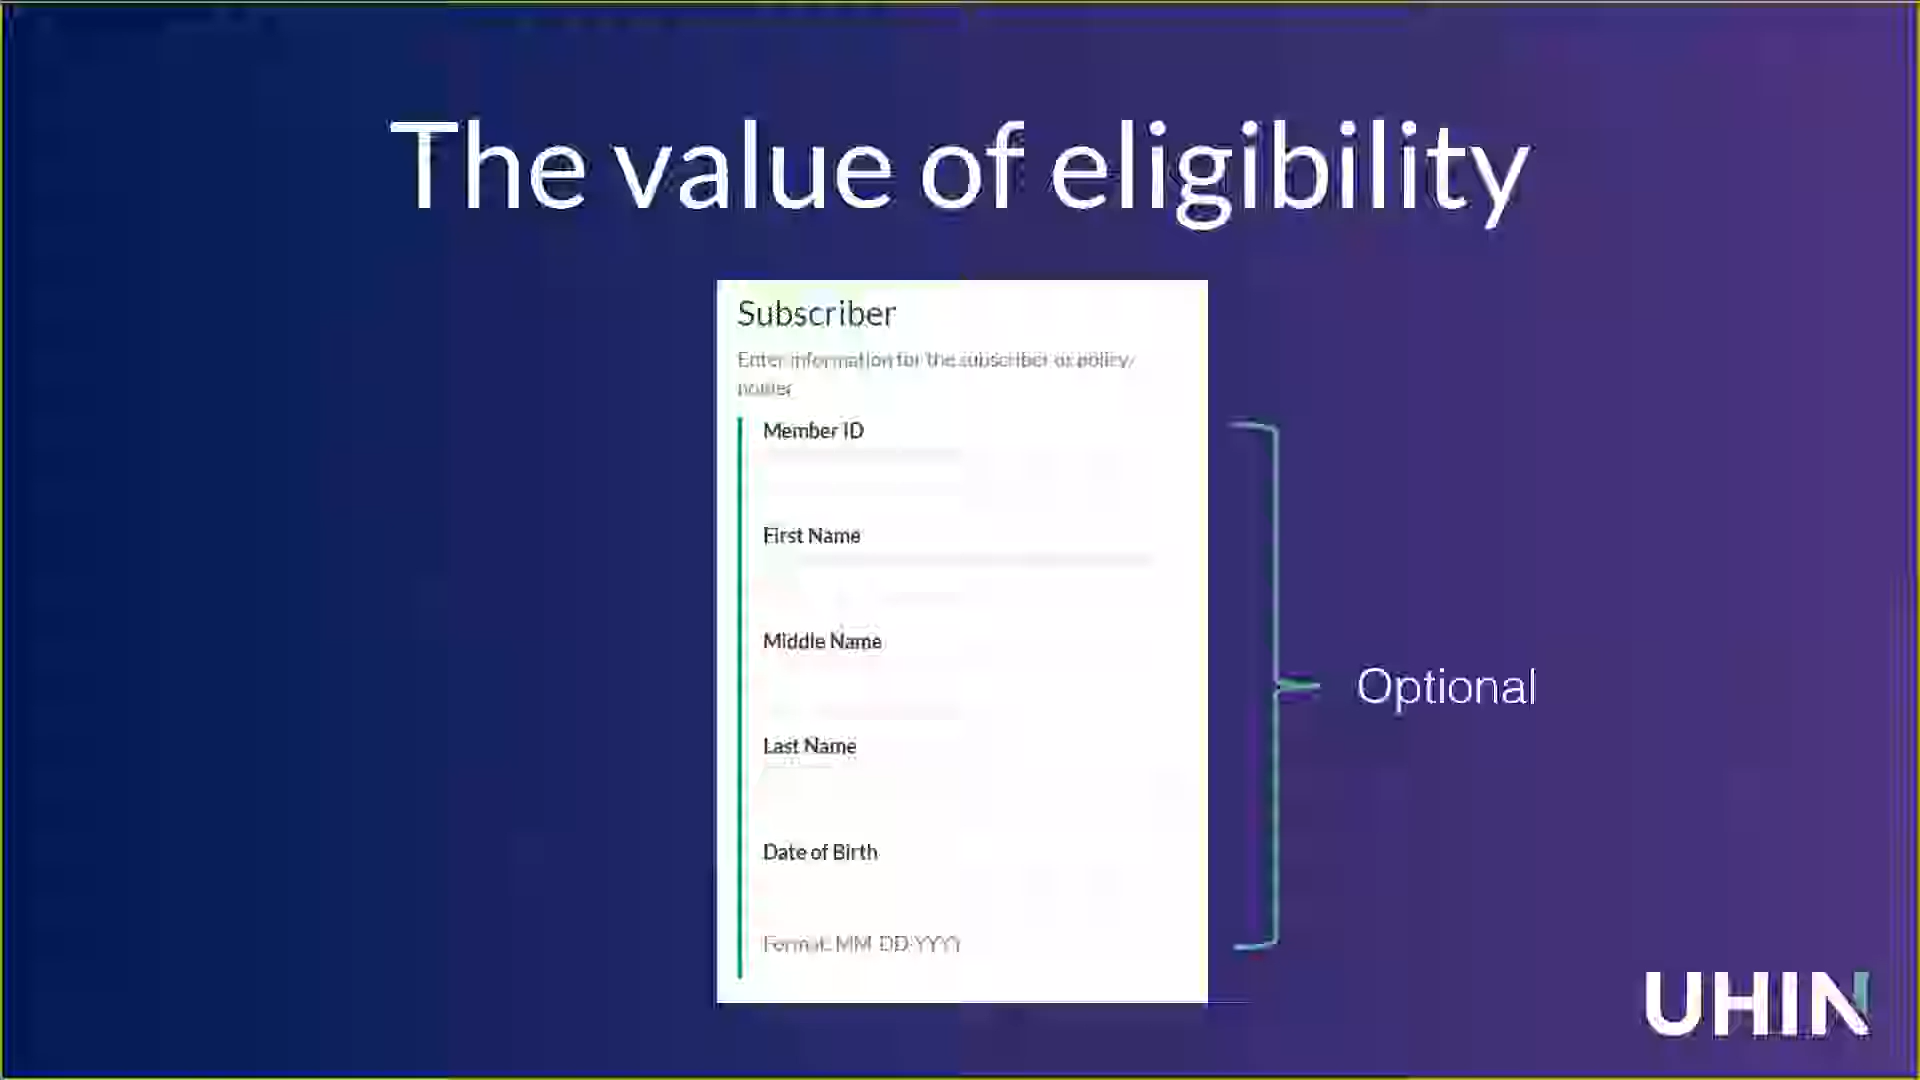 The value of eligibility
Subscriber
Enter information for the subscriber or policy
holder
Member ID
First Name
Middle Name
Last Name
Date of Birth
Format: MM-DD-YYYY
Optional
UHIN